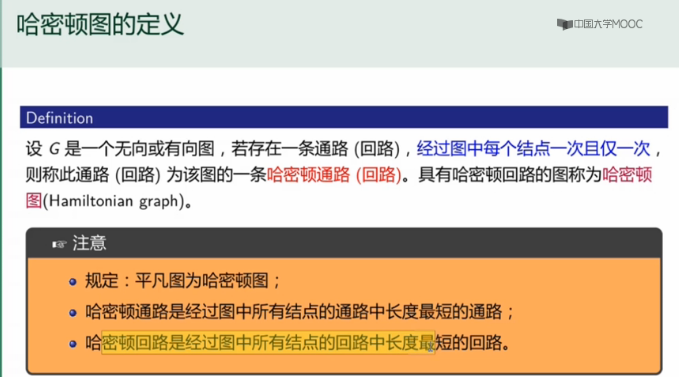 哈密顿图的定义
中国大学MOOC
Definition
设 G 是一个无向或有向图，若存在一条通路 (回路)，经过图中每个结点一次且仅一次，
则称此通路 (回路) 为该图的一条哈密顿通路 (回路)。具有哈密顿回路的图称为哈密顿
图(Hamiltonian graph)。
☞ 注意
规定：平凡图为哈密顿图；
哈密顿通路是经过图中所有结点的通路中长度最短的通路；
哈密顿回路是经过图中所有结点的回路中长度最短的回路。